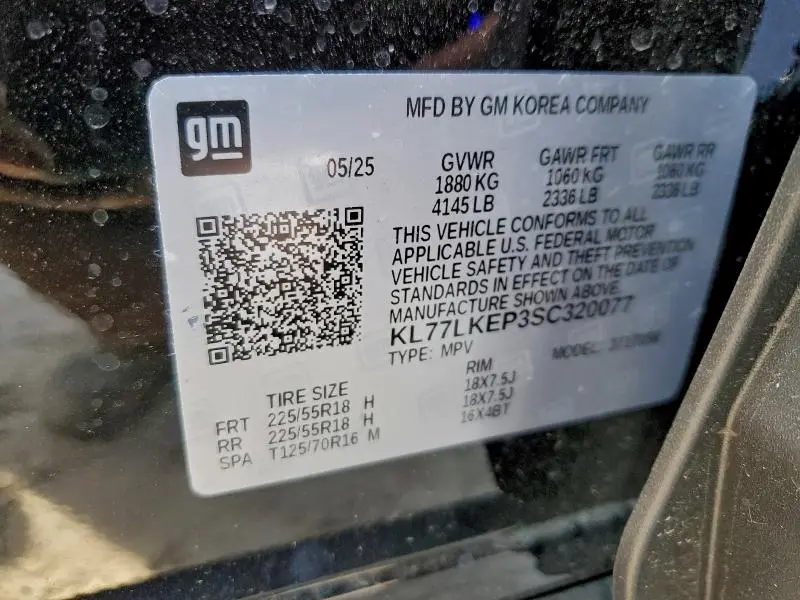 gm
MFD BY GM KOREA COMPANY
05/25
GVWR GAWR FRT GAWR RR
1880 KG 1060 KG 1060 KG
4145 LB 2336 LB 2336 LB
THIS VEHICLE CONFORMS TO ALL
APPLICABLE U.S. FEDERAL MOTOR
VEHICLE SAFETY AND THEFT PREVENTION
STANDARDS IN EFFECT ON THE DATE OF
MANUFACTURE SHOWN ABOVE.
KL77LKEP3SC320077
TYPE: MPV MODEL:
TIRE SIZE RIM
FRT 225/55R18 H 18X7.5J
RR 225/55R18 H 18X7.5J
SPA T125/70R16 M 16X4BT